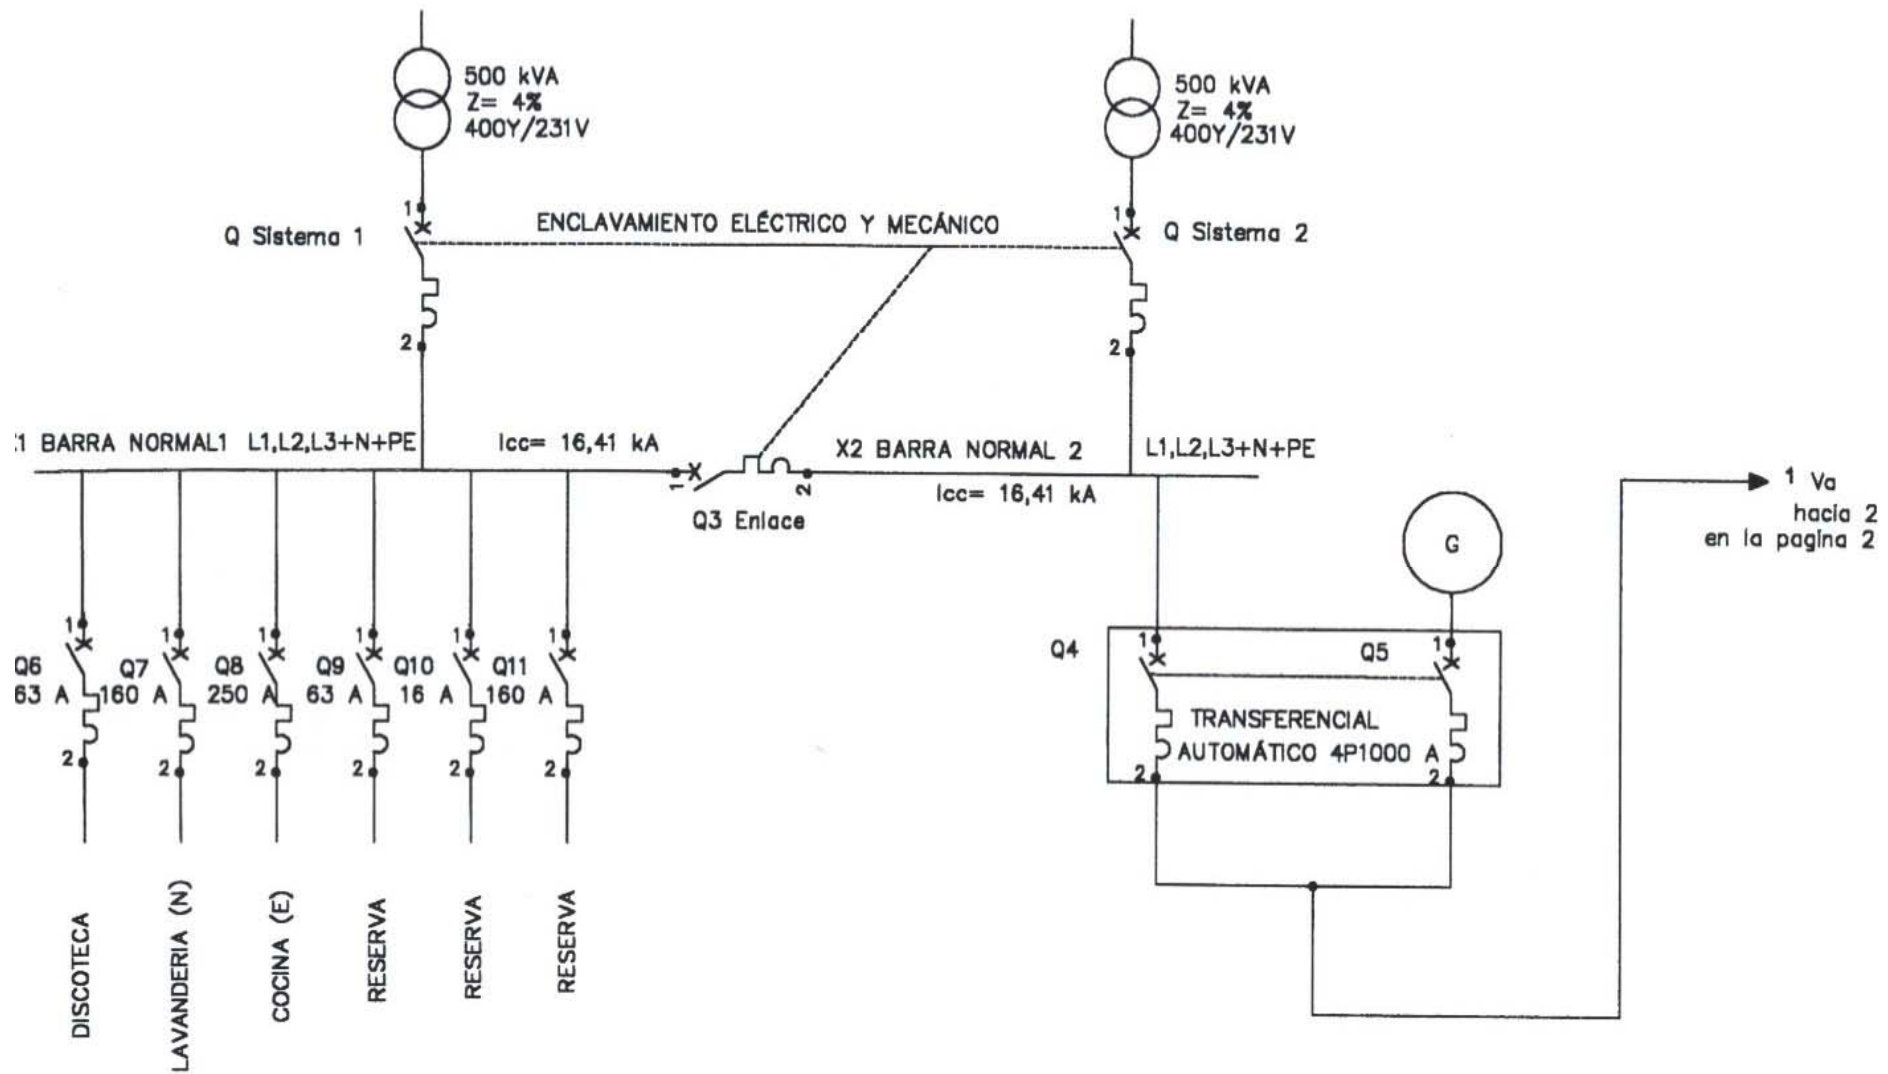 500 kVA
Z= 4%
400Y/231V
500 kVA
Z= 4%
400Y/231V
1
Q Sistema 1
ENCLAVAMIENTO ELÉCTRICO Y MECÁNICO
1
Q Sistema 2
2
2
1 BARRA NORMAL1 L1,L2,L3+N+PE
Icc= 16,41 kA
X2 BARRA NORMAL 2
L1,L2,L3+N+PE
1
2
Icc= 16,41 kA
Q3 Enlace
1 Va
hacia 2
en la pagina 2
G
1
Q6
63 A
2
1
Q7
160 A
2
1
Q8
250 A
2
1
Q9
63 A
2
1
Q10
16 A
2
1
Q11
160 A
2
Q4
1
Q5
1
TRANSFERENCIAL
AUTOMÁTICO 4P1000 A
2
2
DISCOTECA
LAVANDERIA (N)
COCINA (E)
RESERVA
RESERVA
RESERVA